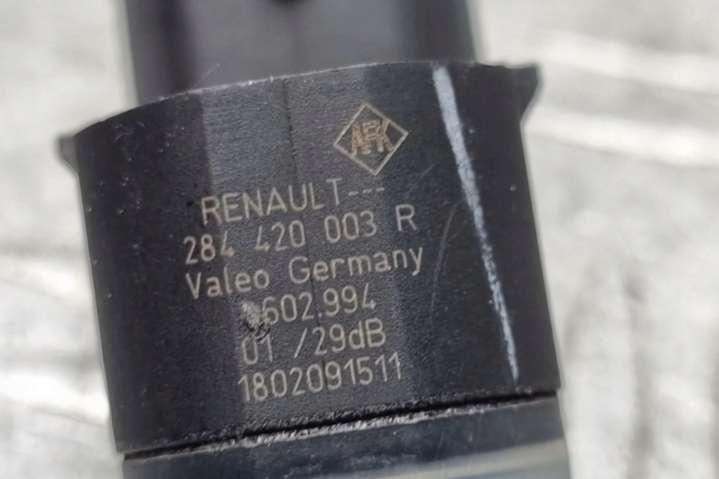 RENAULT---
284 420 003 R
Valeo Germany
602.994
01 /29dB
1802091511